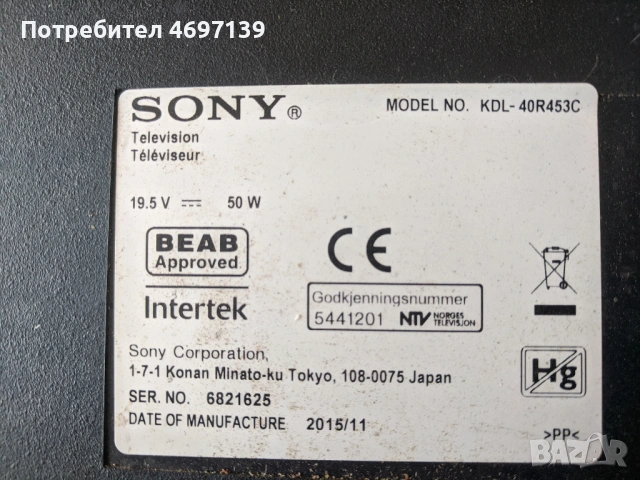 Потребител 4697139
SONY®
MODEL NO. KDL-40R453C
Television
Téléviseur
19.5 V ⎓ 50 W
BEAB
Approved
Intertek
CE
Godkjenningsnummer
5441201 NTV NORGES
TELEVISJON
Sony Corporation,
1-7-1 Konan Minato-ku Tokyo, 108-0075 Japan
Hg
SER. NO. 6821625
DATE OF MANUFACTURE 2015/11
>PP<
BAZAR